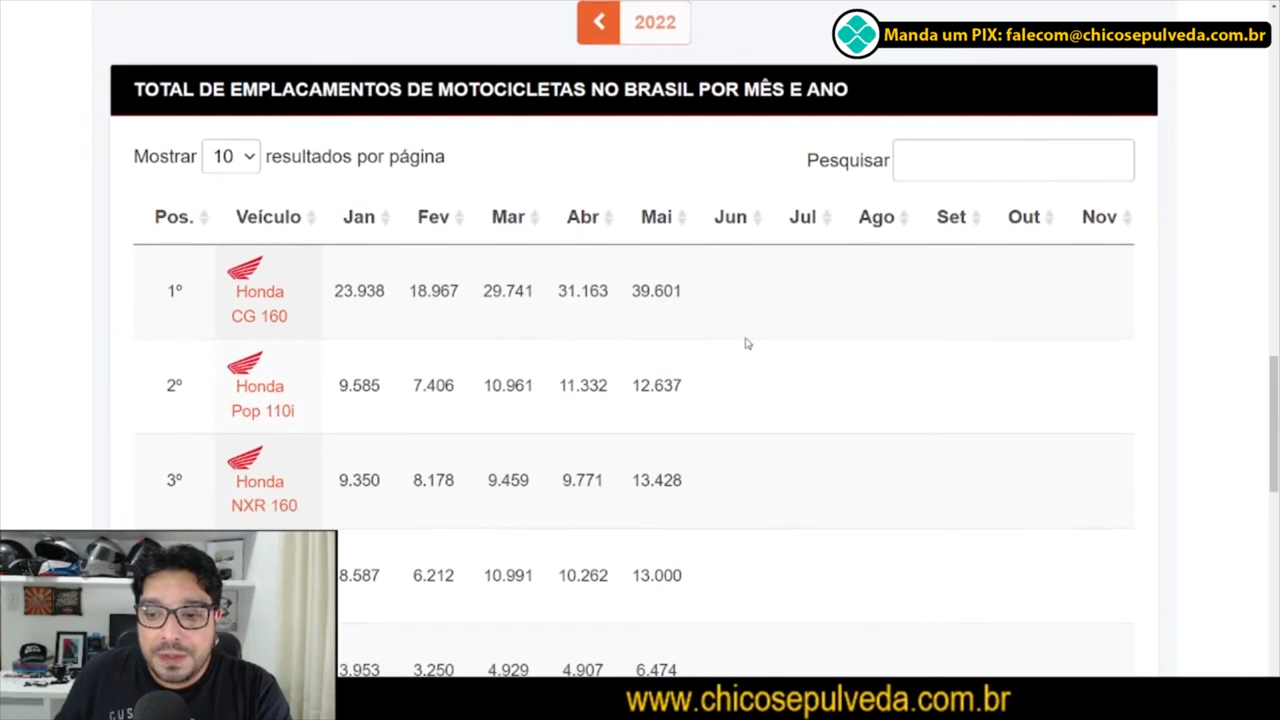 2022
Manda um PIX: falecom@chicosepulveda.com.br
TOTAL DE EMPLACAMENTOS DE MOTOCICLETAS NO BRASIL POR MÊS E ANO
Mostrar 10 resultados por página
Pesquisar
Pos. Veículo Jan Fev Mar Abr Mai Jun Jul Ago Set Out Nov
1º Honda CG 160 23.938 18.967 29.741 31.163 39.601
2º Honda Pop 110i 9.585 7.406 10.961 11.332 12.637
3º Honda NXR 160 9.350 8.178 9.459 9.771 13.428
8.587 6.212 10.991 10.262 13.000
3.953 3.250 4.929 4.907 6.474
www.chicosepulveda.com.br